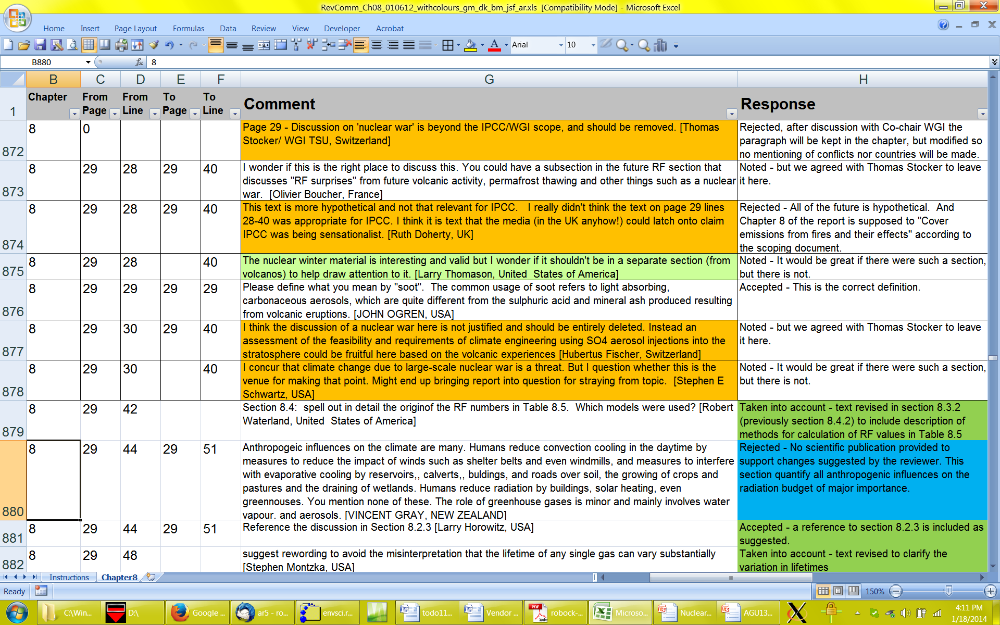 RevComm_Ch08_010612_withcolours_gm_dk_bm_jsf_ar.xls [Compatibility Mode] - Microsoft Excel
Home Insert Page Layout Formulas Data Review View Developer Acrobat
Arial 10
B880 fx 8
B C D E F G H
1 Chapter From Page From Line To Page To Line Comment Response
872 8 0
Page 29 - Discussion on 'nuclear war' is beyond the IPCC/WGI scope, and should be removed. [Thomas
Stocker/ WGI TSU, Switzerland]
Rejected, after discussion with Co-chair WGI the
paragraph will be kept in the chapter, but modified so
no mentioning of conflicts nor countries will be made.
873 8 29 28 29 40
I wonder if this is the right place to discuss this. You could have a subsection in the future RF section that
discusses "RF surprises" from future volcanic activity, permafrost thawing and other things such as a nuclear
war. [Olivier Boucher, France]
Noted - but we agreed with Thomas Stocker to leave
it here.
874 8 29 28 29 40
This text is more hypothetical and not that relevant for IPCC. I really didn't think the text on page 29 lines
28-40 was appropriate for IPCC. I think it is text that the media (in the UK anyhow!) could latch onto claim
IPCC was being sensationalist. [Ruth Doherty, UK]
Rejected - All of the future is hypothetical. And
Chapter 8 of the report is supposed to "Cover
emissions from fires and their effects" according to
the scoping document.
875 8 29 28 40
The nuclear winter material is interesting and valid but I wonder if it shouldn't be in a separate section (from
volcanos) to help draw attention to it. [Larry Thomason, United States of America]
Noted - It would be great if there were such a section,
but there is not.
876 8 29 29 29 29
Please define what you mean by "soot". The common usage of soot refers to light absorbing,
carbonaceous aerosols, which are quite different from the sulphuric acid and mineral ash produced resulting
from volcanic eruptions. [JOHN OGREN, USA]
Accepted - This is the correct definition.
877 8 29 30 29 40
I think the discussion of a nuclear war here is not justified and should be entirely deleted. Instead an
assessment of the feasibility and requirements of climate engineering using SO4 aerosol injections into the
stratosphere could be fruitful here based on the volcanic experiences [Hubertus Fischer, Switzerland]
Noted - but we agreed with Thomas Stocker to leave
it here.
878 8 29 30 40
I concur that climate change due to large-scale nuclear war is a threat. But I question whether this is the
venue for making that point. Might end up bringing report into question for straying from topic. [Stephen E
Schwartz, USA]
Noted - It would be great if there were such a section,
but there is not.
879 8 29 42
Section 8.4: spell out in detail the originof the RF numbers in Table 8.5. Which models were used? [Robert
Waterland, United States of America]
Taken into account - text revised in section 8.3.2
(previously section 8.4.2) to include description of
methods for calculation of RF values in Table 8.5
880 8 29 44 29 51
Anthropogeic influences on the climate are many. Humans reduce convection cooling in the daytime by
measures to reduce the impact of winds such as shelter belts and even windmills, and measures to interfere
with evaporative cooling by reservoirs,, calverts,, buldings, and roads over soil, the growing of crops and
pastures and the draining of wetlands. Humans reduce radiation by buildings, solar heating, even
greennouses. You mention none of these. The role of greenhouse gases is minor and mainly involves water
vapour. and aerosols. [VINCENT GRAY, NEW ZEALAND]
Rejected - No scientific publication provided to
support changes suggested by the reviewer. This
section quantify all anthropogenic influences on the
radiation budget of major importance.
881 8 29 44 29 51
Reference the discussion in Section 8.2.3 [Larry Horowitz, USA]
Accepted - a reference to section 8.2.3 is included as
suggested.
882 8 29 48
suggest rewording to avoid the misinterpretation that the lifetime of any single gas can vary substantially
[Stephen Montzka, USA]
Taken into account - text revised to clarify the
variation in lifetimes
Instructions Chapter8
Ready 150%
C:\Win... D:\ Google ... ar5 - ro... envsci.r... todo11... Vendor ... robock-... Microso... Nuclear... AGU13... 4:11 PM
1/18/2014